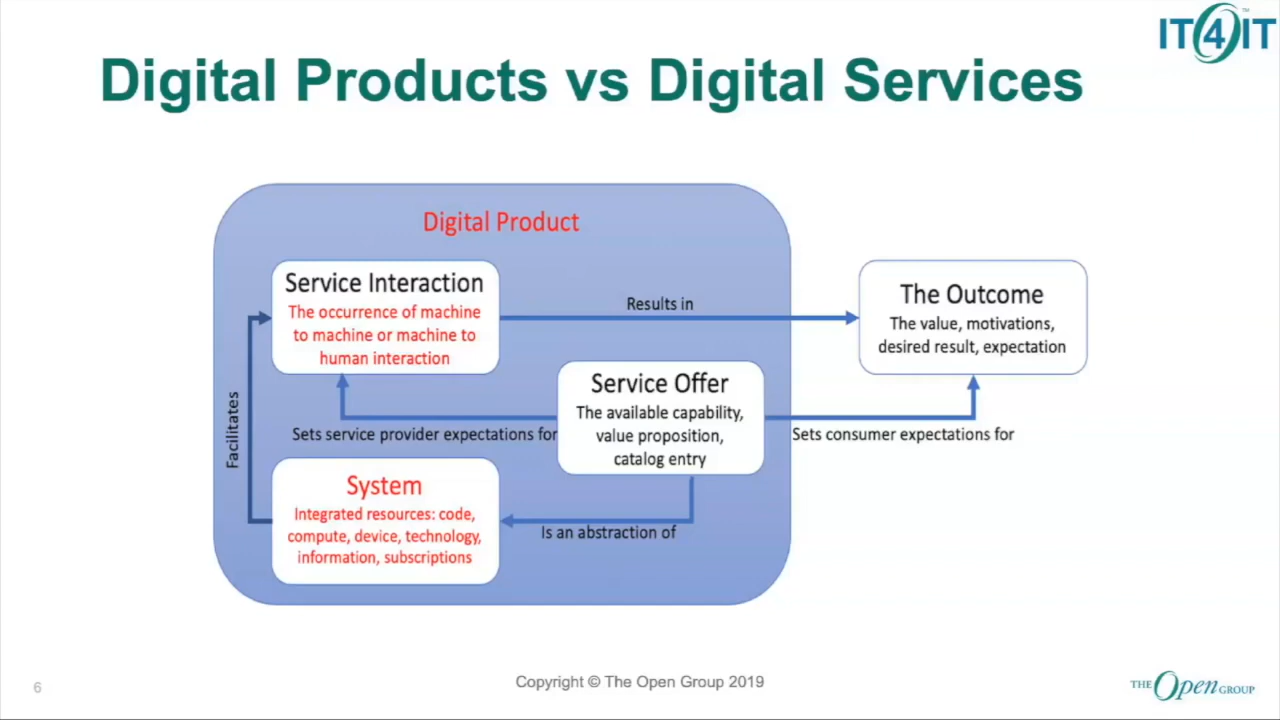 IT4IT™
Digital Products vs Digital Services
Digital Product
Service Interaction
The occurrence of machine
to machine or machine to
human interaction
Results in
The Outcome
The value, motivations,
desired result, expectation
Service Offer
The available capability,
value proposition,
catalog entry
Facilitates
Sets service provider expectations for
Sets consumer expectations for
System
Integrated resources: code,
compute, device, technology,
information, subscriptions
Is an abstraction of
6
Copyright © The Open Group 2019
THE Open GROUP